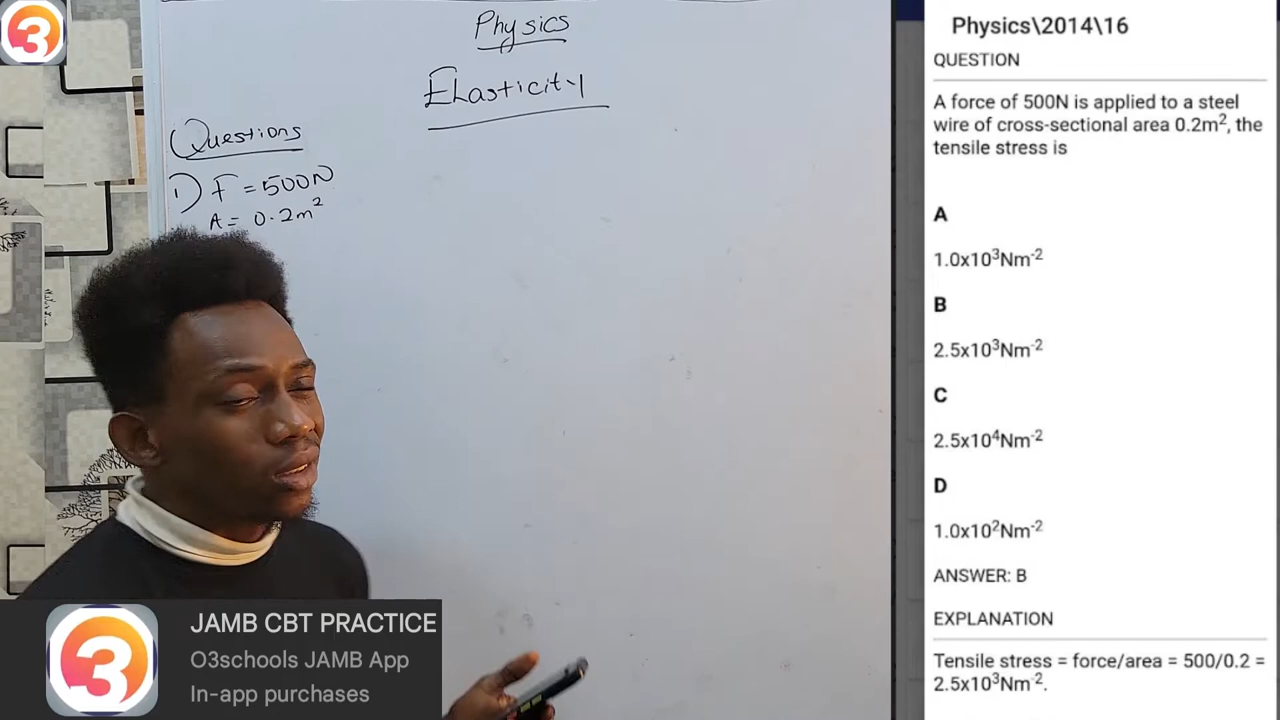 Physics
Elasticity
Questions
1) F = 500N
A = 0.2m²
3
JAMB CBT PRACTICE
O3schools JAMB App
In-app purchases
Physics\2014\16
QUESTION
A force of 500N is applied to a steel
wire of cross-sectional area 0.2m², the
tensile stress is
A
1.0x10³Nm⁻²
B
2.5x10³Nm⁻²
C
2.5x10⁴Nm⁻²
D
1.0x10²Nm⁻²
ANSWER: B
EXPLANATION
Tensile stress = force/area = 500/0.2 =
2.5x10³Nm⁻².